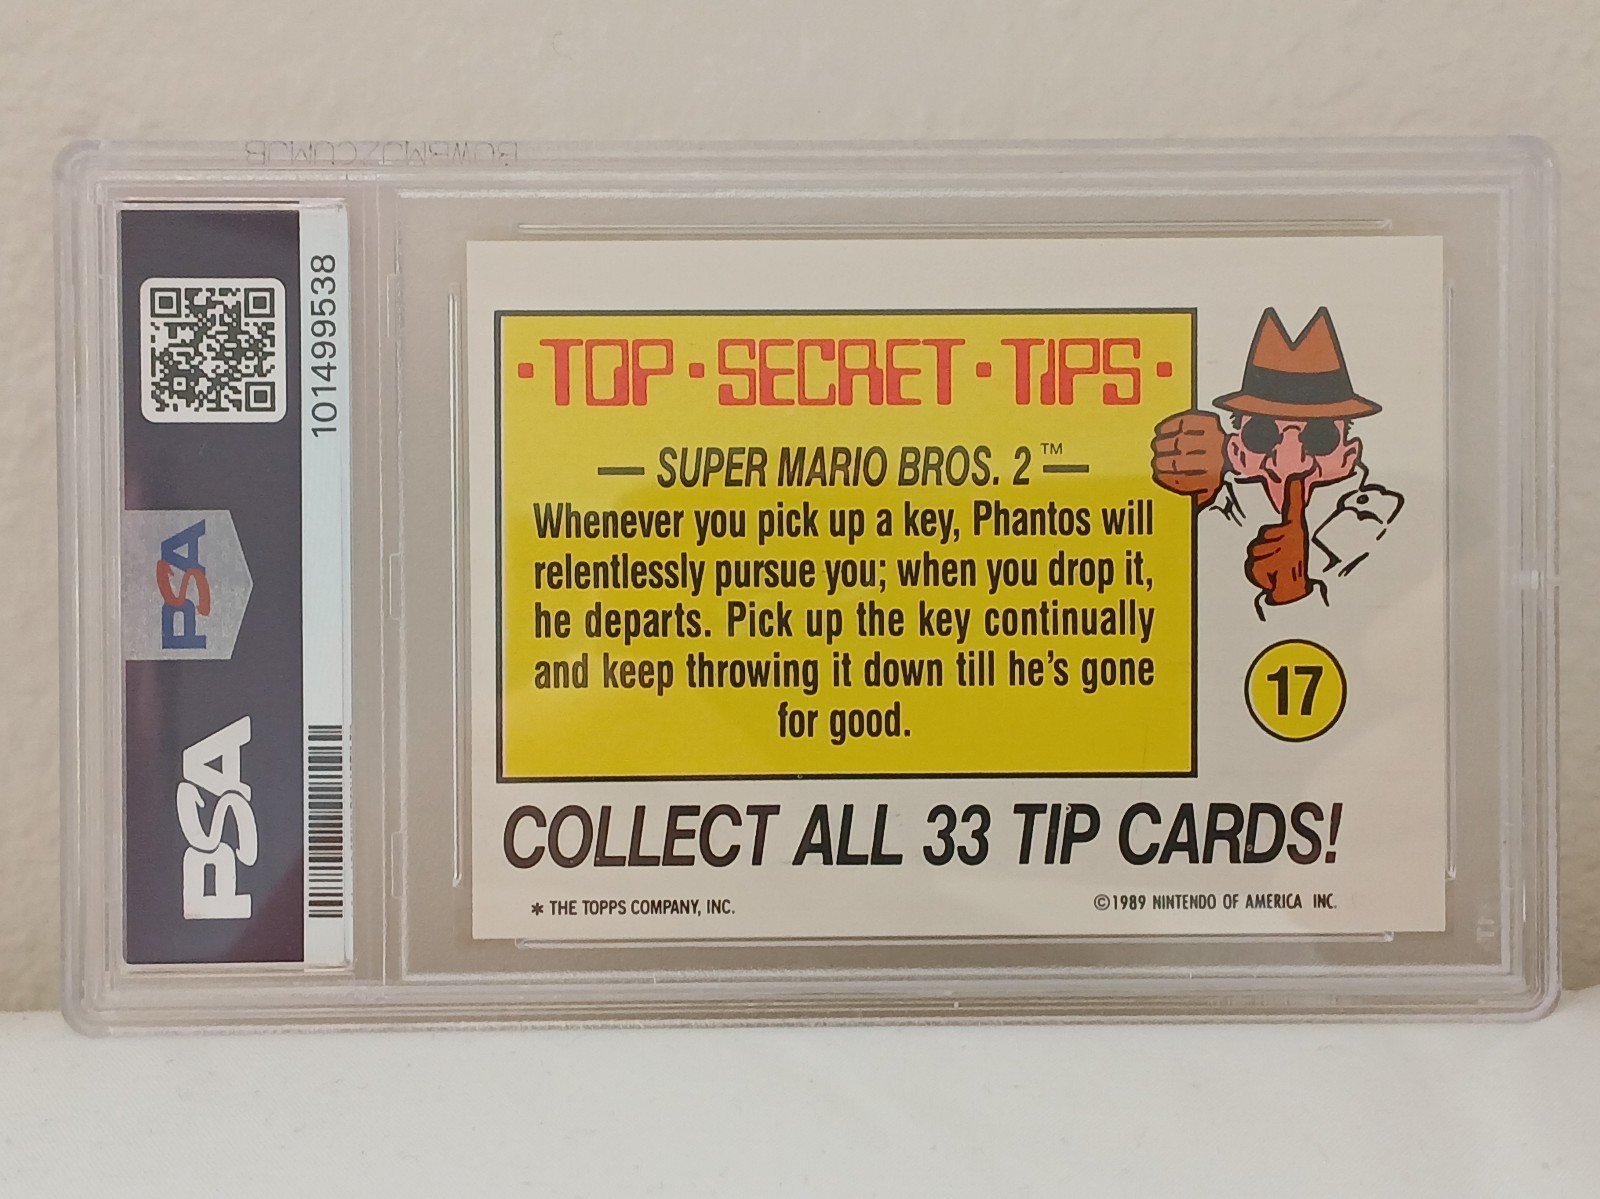 101499538
PSA
PSA
·TOP·SECRET·TIPS·
— SUPER MARIO BROS. 2™ —
Whenever you pick up a key, Phantos will
relentlessly pursue you; when you drop it,
he departs. Pick up the key continually
and keep throwing it down till he's gone
for good.
17
COLLECT ALL 33 TIP CARDS!
* THE TOPPS COMPANY, INC.
©1989 NINTENDO OF AMERICA INC.